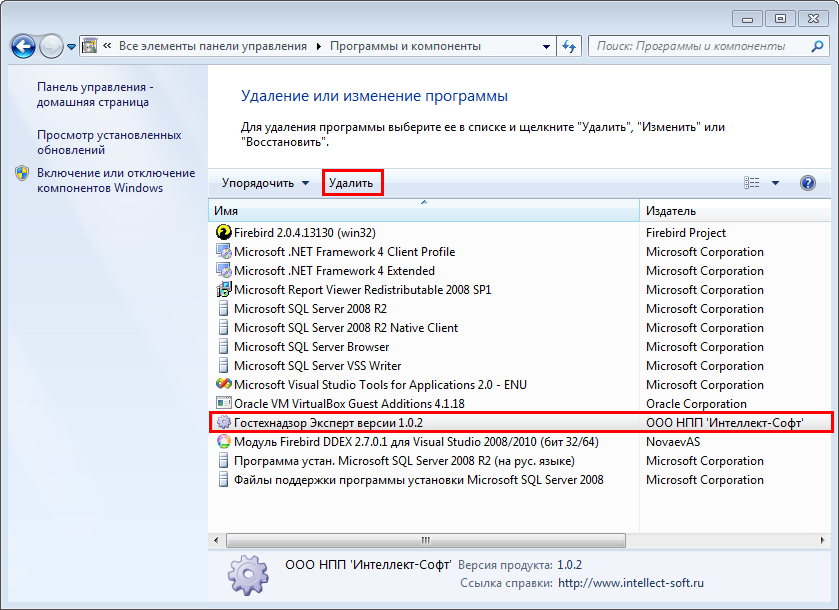 « Все элементы панели управления Программы и компоненты Поиск: Программы и компоненты
Панель управления -
домашняя страница
Просмотр установленных
обновлений
Включение или отключение
компонентов Windows
Удаление или изменение программы
Для удаления программы выберите ее в списке и щелкните "Удалить", "Изменить" или
"Восстановить".
Упорядочить Удалить
Имя Издатель
Firebird 2.0.4.13130 (win32) Firebird Project
Microsoft .NET Framework 4 Client Profile Microsoft Corporation
Microsoft .NET Framework 4 Extended Microsoft Corporation
Microsoft Report Viewer Redistributable 2008 SP1 Microsoft Corporation
Microsoft SQL Server 2008 R2 Microsoft Corporation
Microsoft SQL Server 2008 R2 Native Client Microsoft Corporation
Microsoft SQL Server Browser Microsoft Corporation
Microsoft SQL Server VSS Writer Microsoft Corporation
Microsoft Visual Studio Tools for Applications 2.0 - ENU Microsoft Corporation
Oracle VM VirtualBox Guest Additions 4.1.18 Oracle Corporation
Гостехнадзор Эксперт версии 1.0.2 ООО НПП 'Интеллект-Софт'
Модуль Firebird DDEX 2.7.0.1 для Visual Studio 2008/2010 (бит 32/64) NovaevAS
Программа устан. Microsoft SQL Server 2008 R2 (на рус. языке) Microsoft Corporation
Файлы поддержки программы установки Microsoft SQL Server 2008 Microsoft Corporation
ООО НПП 'Интеллект-Софт' Версия продукта: 1.0.2
Ссылка справки: http://www.intellect-soft.ru